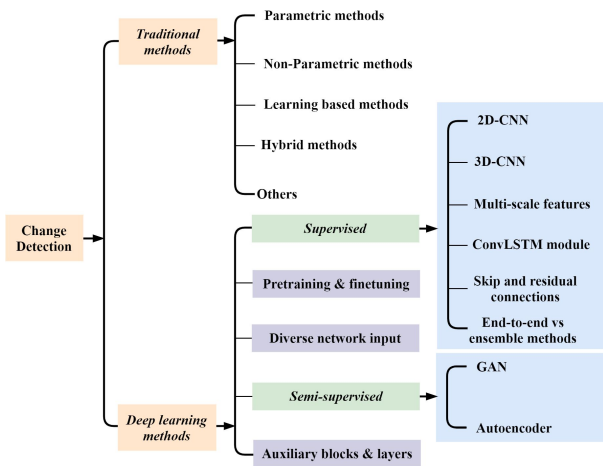 Change
Detection
Traditional
methods
Parametric methods
Non-Parametric methods
Learning based methods
Hybrid methods
Others
Deep learning
methods
Supervised
2D-CNN
3D-CNN
Multi-scale features
ConvLSTM module
Skip and residual
connections
End-to-end vs
ensemble methods
Pretraining & finetuning
Diverse network input
Semi-supervised
GAN
Autoencoder
Auxiliary blocks & layers